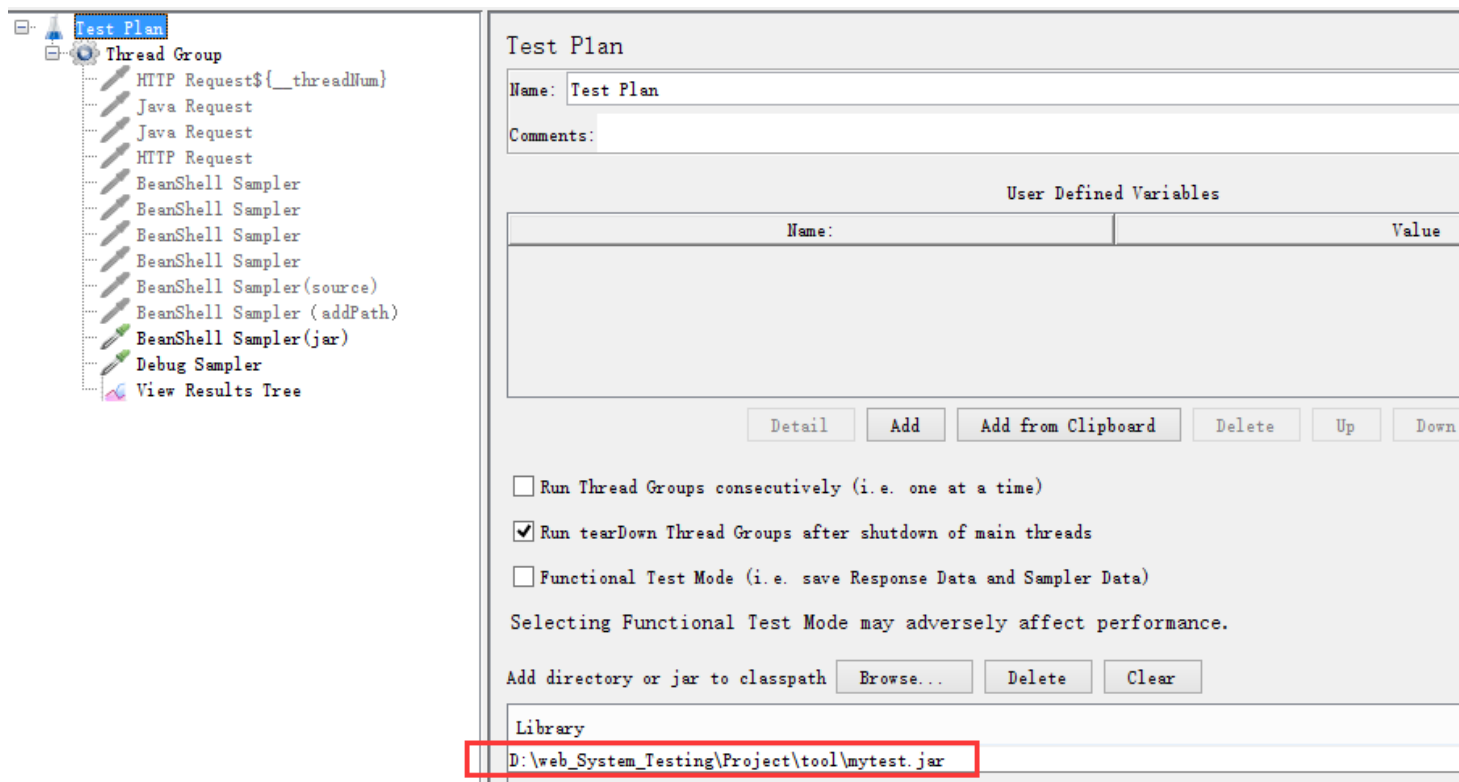 Test Plan
Thread Group
HTTP Request${__threadNum}
Java Request
Java Request
HTTP Request
BeanShell Sampler
BeanShell Sampler
BeanShell Sampler
BeanShell Sampler
BeanShell Sampler(source)
BeanShell Sampler (addPath)
BeanShell Sampler(jar)
Debug Sampler
View Results Tree
Test Plan
Name: Test Plan
Comments:
User Defined Variables
Name: Value
Detail Add Add from Clipboard Delete Up Down
Run Thread Groups consecutively (i.e. one at a time)
Run tearDown Thread Groups after shutdown of main threads
Functional Test Mode (i.e. save Response Data and Sampler Data)
Selecting Functional Test Mode may adversely affect performance.
Add directory or jar to classpath Browse... Delete Clear
Library
D:\web_System_Testing\Project\tool\mytest.jar